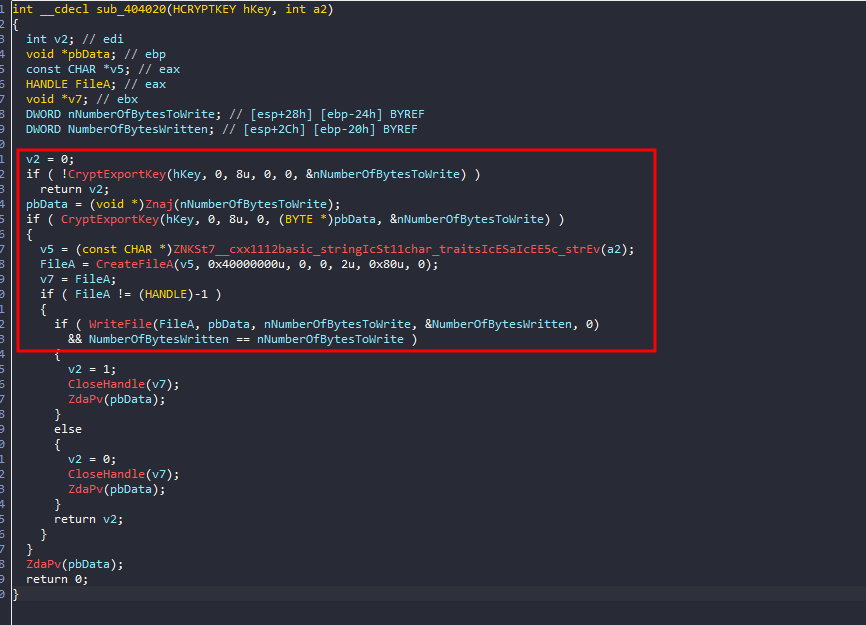 1 int __cdecl sub_404020(HCRYPTKEY hKey, int a2)
2 {
3 int v2; // edi
4 void *pbData; // ebp
5 const CHAR *v5; // eax
6 HANDLE FileA; // eax
7 void *v7; // ebx
8 DWORD nNumberOfBytesToWrite; // [esp+28h] [ebp-24h] BYREF
9 DWORD NumberOfBytesWritten; // [esp+2Ch] [ebp-20h] BYREF
0
1 v2 = 0;
2 if ( !CryptExportKey(hKey, 0, 8u, 0, 0, &nNumberOfBytesToWrite) )
3 return v2;
4 pbData = (void *)Znaj(nNumberOfBytesToWrite);
5 if ( CryptExportKey(hKey, 0, 8u, 0, (BYTE *)pbData, &nNumberOfBytesToWrite) )
6 {
7 v5 = (const CHAR *)ZNKSt7__cxx1112basic_stringIcSt11char_traitsIcESaIcEE5c_strEv(a2);
8 FileA = CreateFileA(v5, 0x40000000u, 0, 0, 2u, 0x80u, 0);
9 v7 = FileA;
0 if ( FileA != (HANDLE)-1 )
1 {
2 if ( WriteFile(FileA, pbData, nNumberOfBytesToWrite, &NumberOfBytesWritten, 0)
3 && NumberOfBytesWritten == nNumberOfBytesToWrite )
4 {
5 v2 = 1;
6 CloseHandle(v7);
7 ZdaPv(pbData);
8 }
9 else
0 {
1 v2 = 0;
2 CloseHandle(v7);
3 ZdaPv(pbData);
4 }
5 return v2;
6 }
7 }
8 ZdaPv(pbData);
9 return 0;
0 }